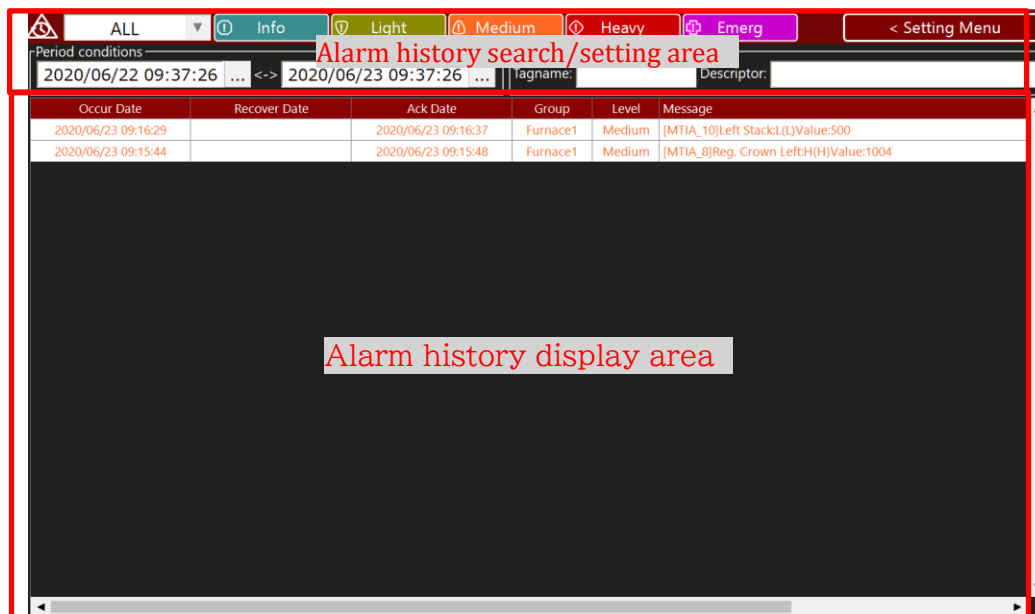 ALL ▼ Info Light Medium Heavy Emerg < Setting Menu
Alarm history search/setting area
Period conditions
2020/06/22 09:37:26 ... <-> 2020/06/23 09:37:26 ... Tagname: Descriptor:
Occur Date Recover Date Ack Date Group Level Message
2020/06/23 09:16:29 2020/06/23 09:16:37 Furnace1 Medium [MTIA_10]Left Stack:L(L)Value:500
2020/06/23 09:15:44 2020/06/23 09:15:48 Furnace1 Medium [MTIA_8]Reg. Crown Left:H(H)Value:1004
Alarm history display area